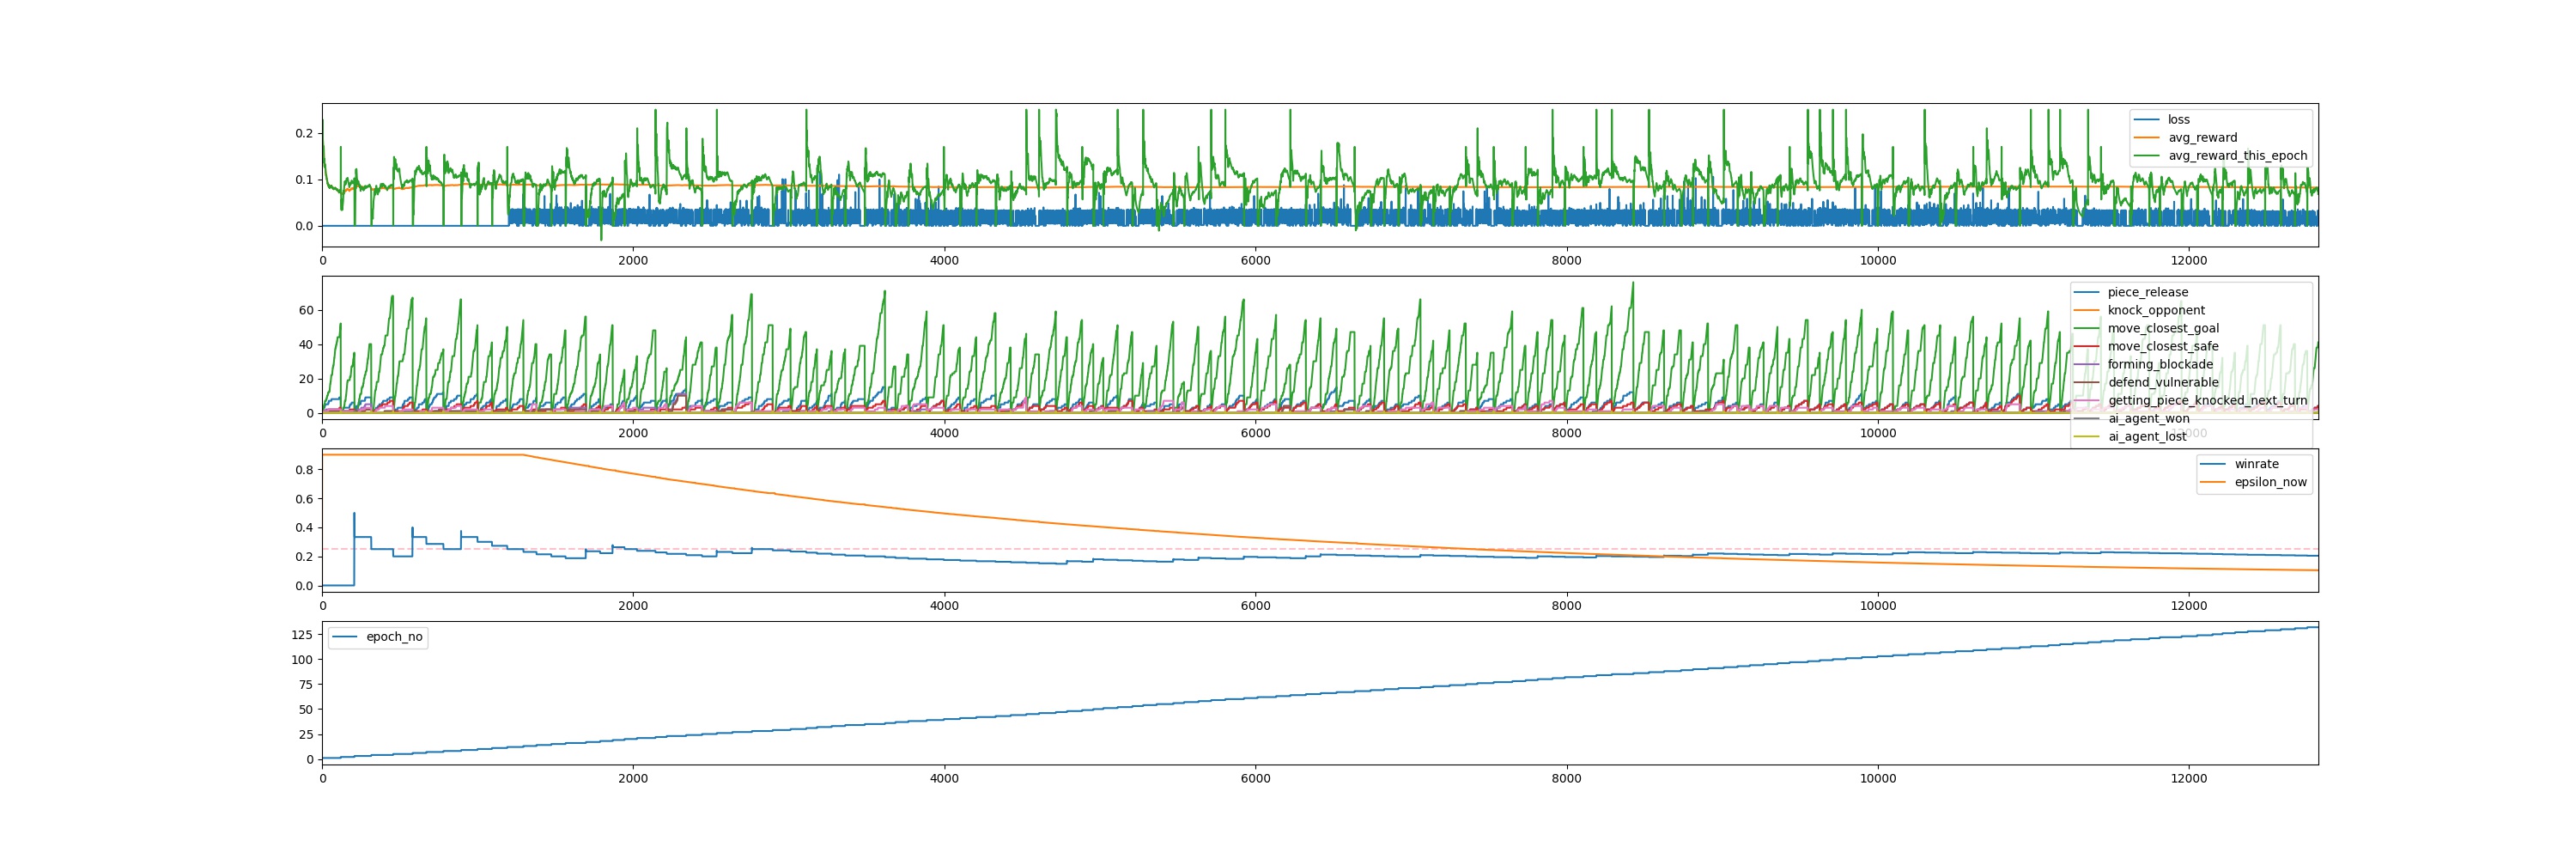 0.2
0.1
0.0
loss
avg_reward
avg_reward_this_epoch
0 2000 4000 6000 8000 10000 12000
60
40
20
0
piece_release
knock_opponent
move_closest_goal
move_closest_safe
forming_blockade
defend_vulnerable
getting_piece_knocked_next_turn
ai_agent_won
ai_agent_lost
0 2000 4000 6000 8000 10000 12000
0.8
0.6
0.4
0.2
0.0
winrate
epsilon_now
0 2000 4000 6000 8000 10000 12000
125
100
75
50
25
0
epoch_no
0 2000 4000 6000 8000 10000 12000